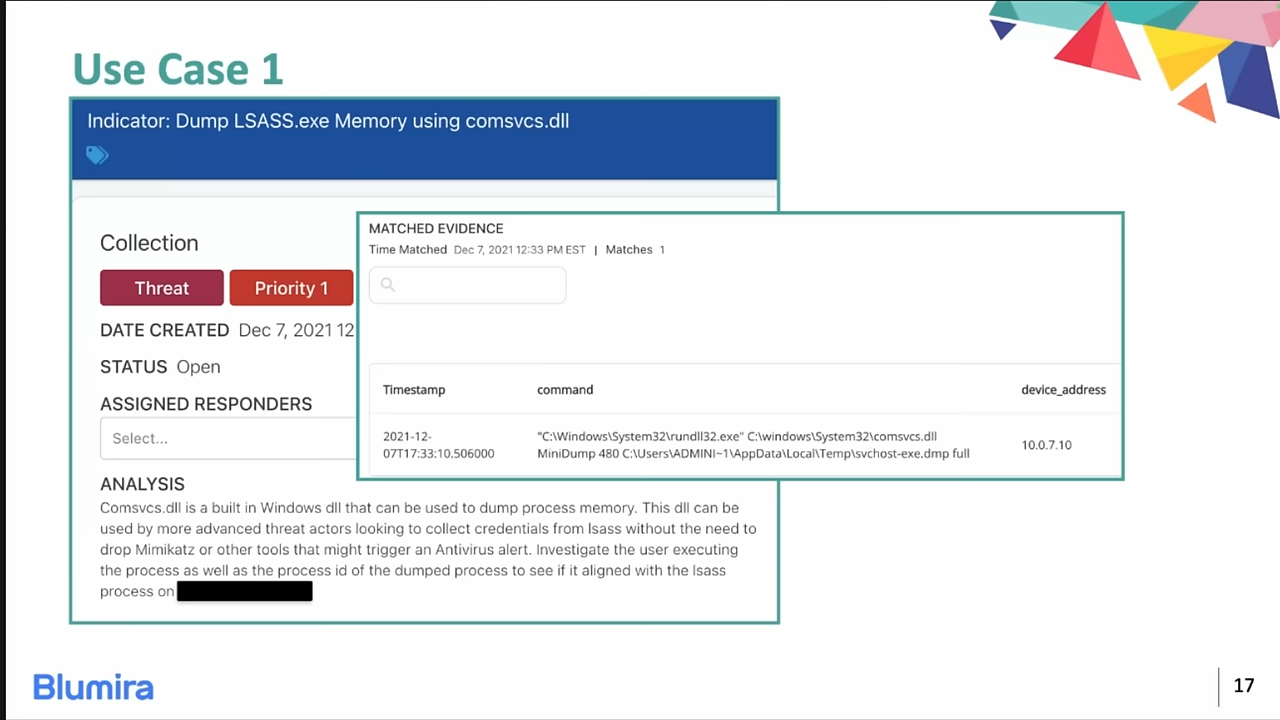 Use Case 1
Indicator: Dump LSASS.exe Memory using comsvcs.dll
Collection
Threat
Priority 1
DATE CREATED Dec 7, 2021 12
STATUS Open
ASSIGNED RESPONDERS
Select...
MATCHED EVIDENCE
Time Matched Dec 7, 2021 12:33 PM EST | Matches 1
Timestamp command device_address
2021-12-
07T17:33:10.506000
"C:\Windows\System32\rundll32.exe" C:\windows\System32\comsvcs.dll
MiniDump 480 C:\Users\ADMINI~1\AppData\Local\Temp\svchost-exe.dmp full
10.0.7.10
ANALYSIS
Comsvcs.dll is a built in Windows dll that can be used to dump process memory. This dll can be
used by more advanced threat actors looking to collect credentials from lsass without the need to
drop Mimikatz or other tools that might trigger an Antivirus alert. Investigate the user executing
the process as well as the process id of the dumped process to see if it aligned with the lsass
process on
Blumira
17